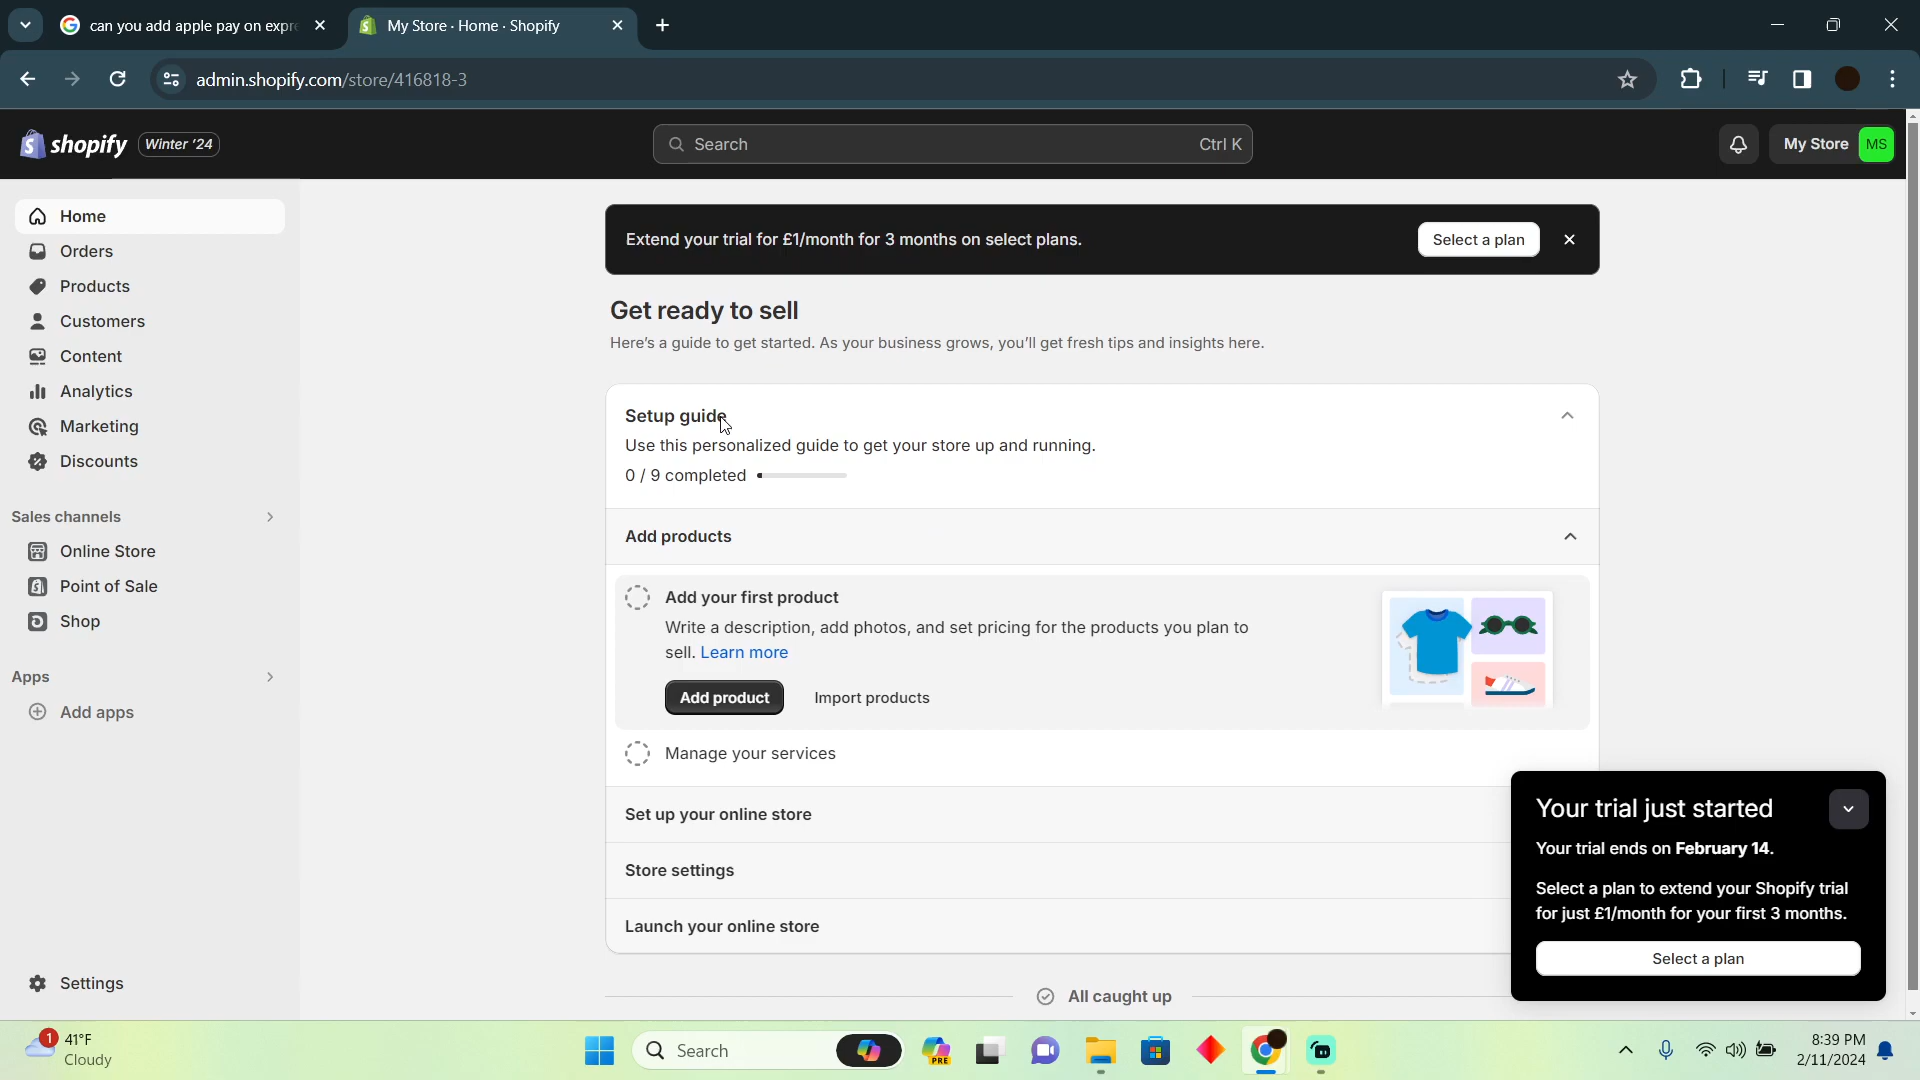 can you add apple pay on expre
My Store · Home · Shopify
admin.shopify.com/store/416818-3
shopify
Winter '24
Search
Ctrl K
My Store
MS
Home
Orders
Products
Customers
Content
Analytics
Marketing
Discounts
Sales channels
Online Store
Point of Sale
Shop
Apps
Add apps
Settings
Extend your trial for £1/month for 3 months on select plans.
Select a plan
Get ready to sell
Here's a guide to get started. As your business grows, you'll get fresh tips and insights here.
Setup guide
Use this personalized guide to get your store up and running.
0 / 9 completed
Add products
Add your first product
Write a description, add photos, and set pricing for the products you plan to
sell. Learn more
Add product
Import products
Manage your services
Set up your online store
Store settings
Launch your online store
All caught up
Your trial just started
Your trial ends on February 14.
Select a plan to extend your Shopify trial
for just £1/month for your first 3 months.
Select a plan
1
41°F
Cloudy
Search
PRE
8:39 PM
2/11/2024